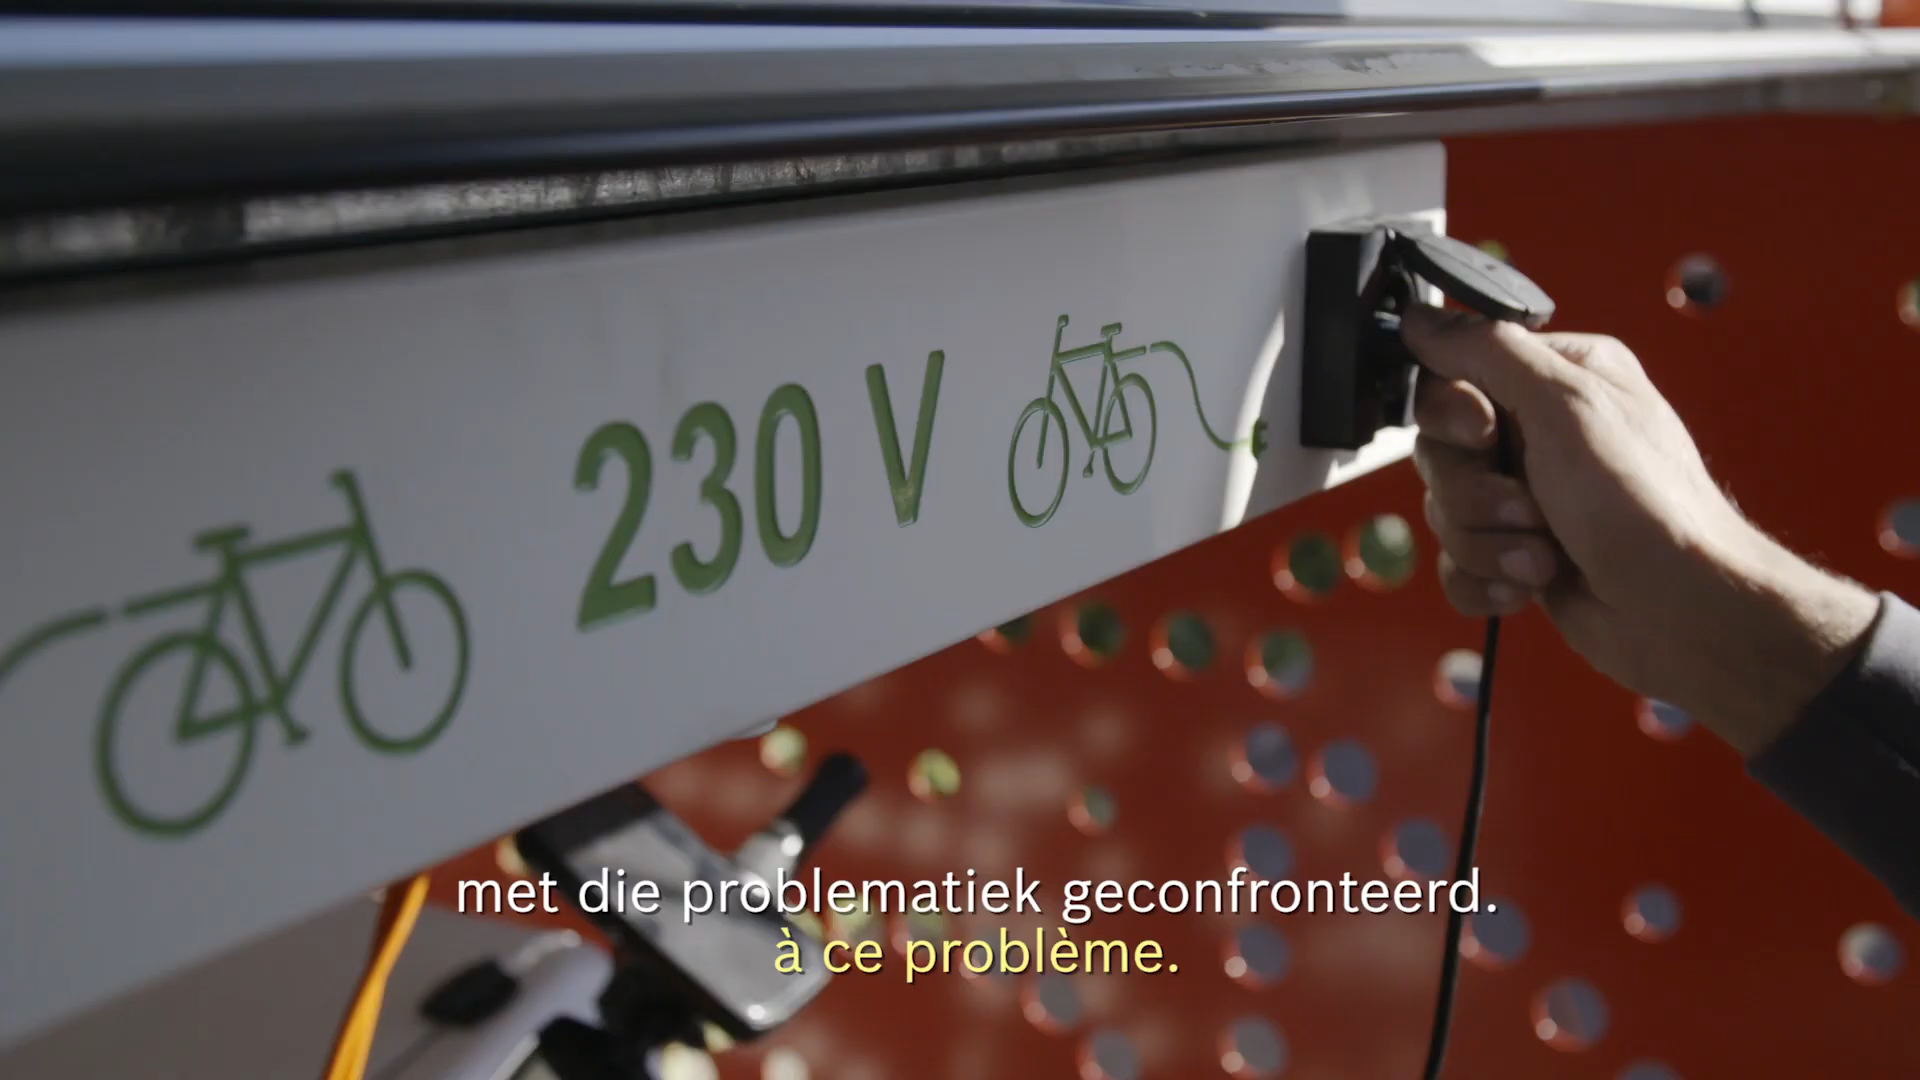 230 V
met die problematiek geconfronteerd.
à ce problème.